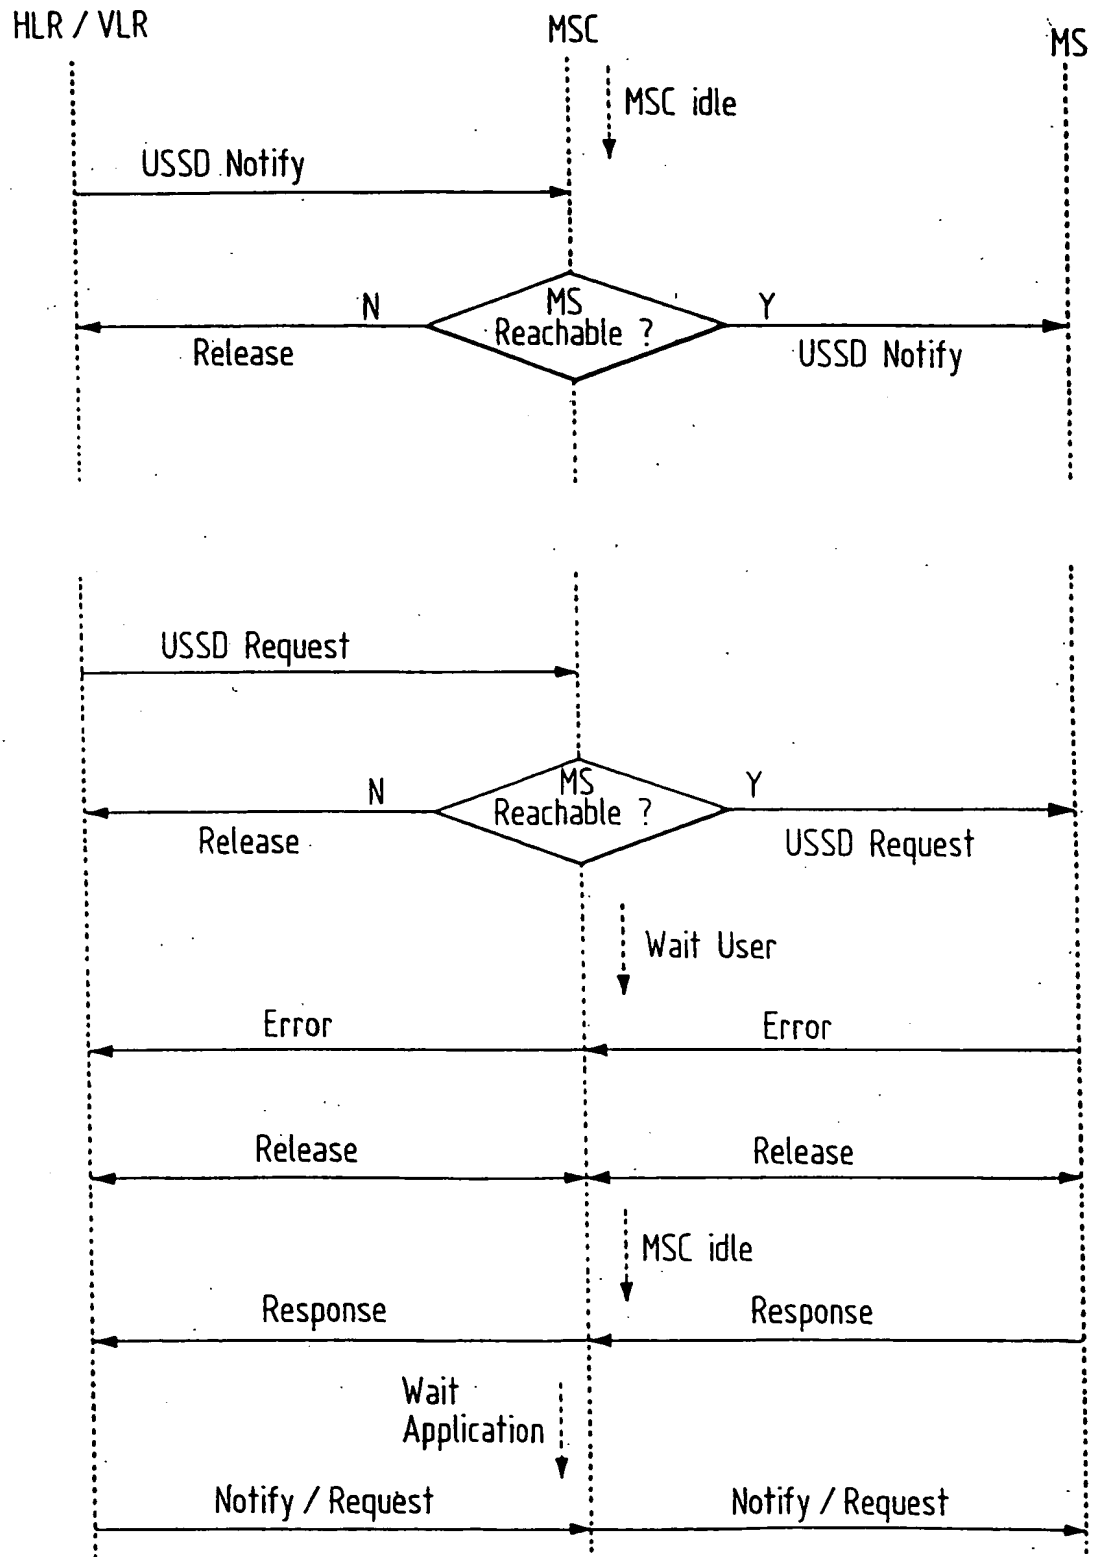 HLR / VLR
MSC
MS
MSC idle
USSD Notify
N
MS
Reachable ?
Y
Release
USSD Notify
USSD Request
N
MS
Reachable ?
Y
Release
USSD Request
Wait User
Error
Error
Release
Release
MSC idle
Response
Response
Wait
Application
Notify / Request
Notify / Request